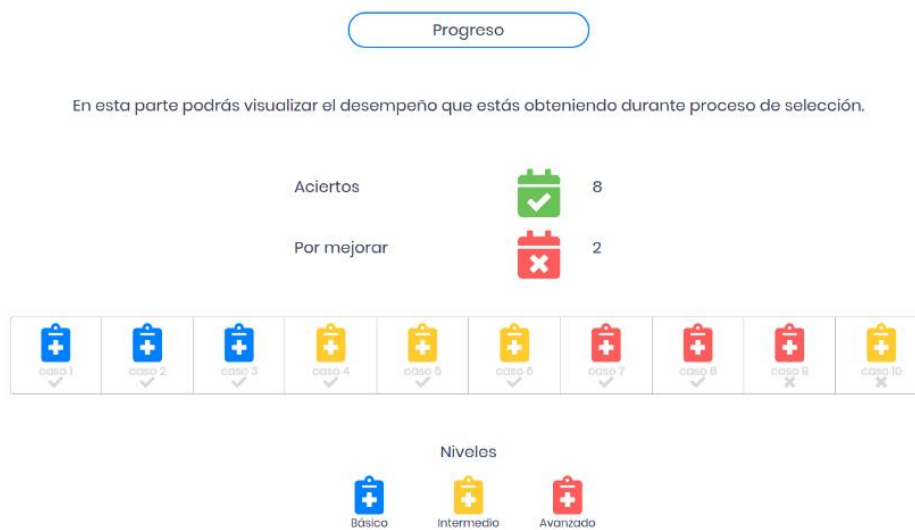 Progreso
En esta parte podrás visualizar el desempeño que estás obteniendo durante proceso de selección.
Aciertos 8
Por mejorar 2
caso 1 caso 2 caso 3 caso 4 caso 5 caso 6 caso 7 caso 8 caso 9 caso 10
Niveles
Básico Intermedio Avanzado